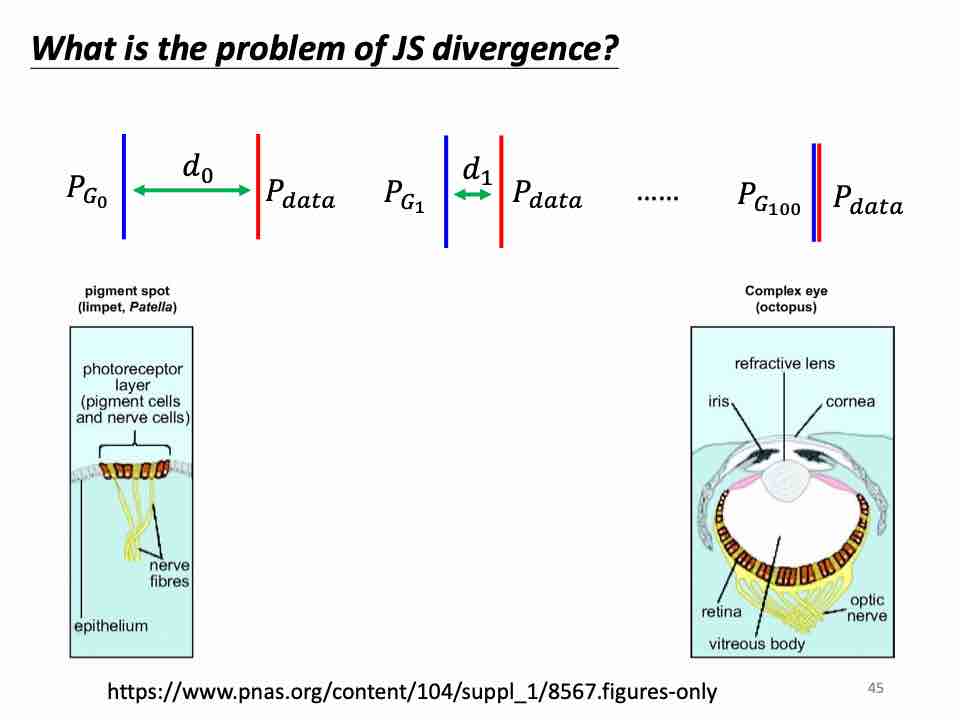 What is the problem of JS divergence?
P_{G_0} d_0 P_{data} P_{G_1} d_1 P_{data} …… P_{G_{100}} P_{data}
pigment spot
(limpet, Patella)
photoreceptor
layer
(pigment cells
and nerve cells)
nerve
fibres
epithelium
Complex eye
(octopus)
refractive lens
iris
cornea
retina
optic
nerve
vitreous body
https://www.pnas.org/content/104/suppl_1/8567.figures-only
45